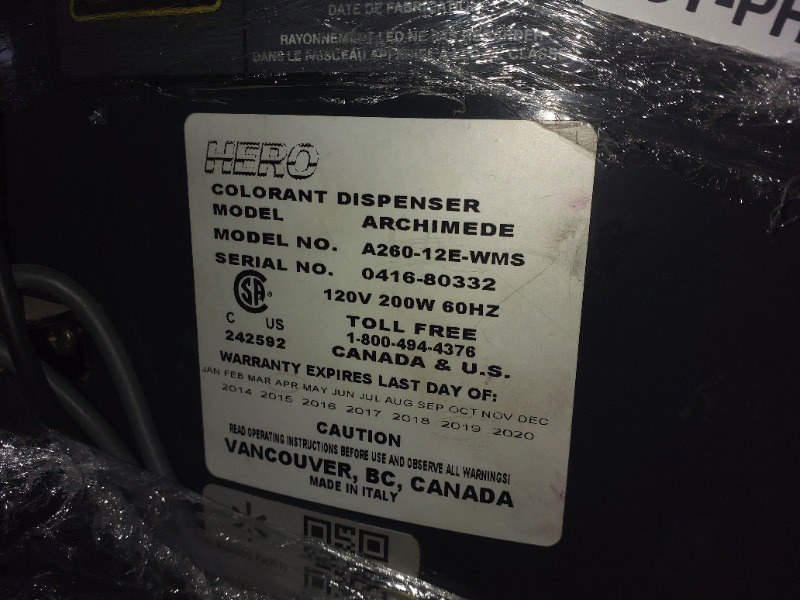 DATE DE FABRICAT
RAYONNEMENT LED NE PAS
DANS LE FAISCEAU
HERO
COLORANT DISPENSER
MODEL ARCHIMEDE
MODEL NO. A260-12E-WMS
SERIAL NO. 0416-80332
120V 200W 60HZ
C US
242592
TOLL FREE
1-800-494-4376
CANADA & U.S.
WARRANTY EXPIRES LAST DAY OF:
JAN FEB MAR APR MAY JUN JUL AUG SEP OCT NOV DEC
2014 2015 2016 2017 2018 2019 2020
CAUTION
READ OPERATING INSTRUCTIONS BEFORE USE AND OBSERVE ALL WARNINGS!
VANCOUVER, BC, CANADA
MADE IN ITALY